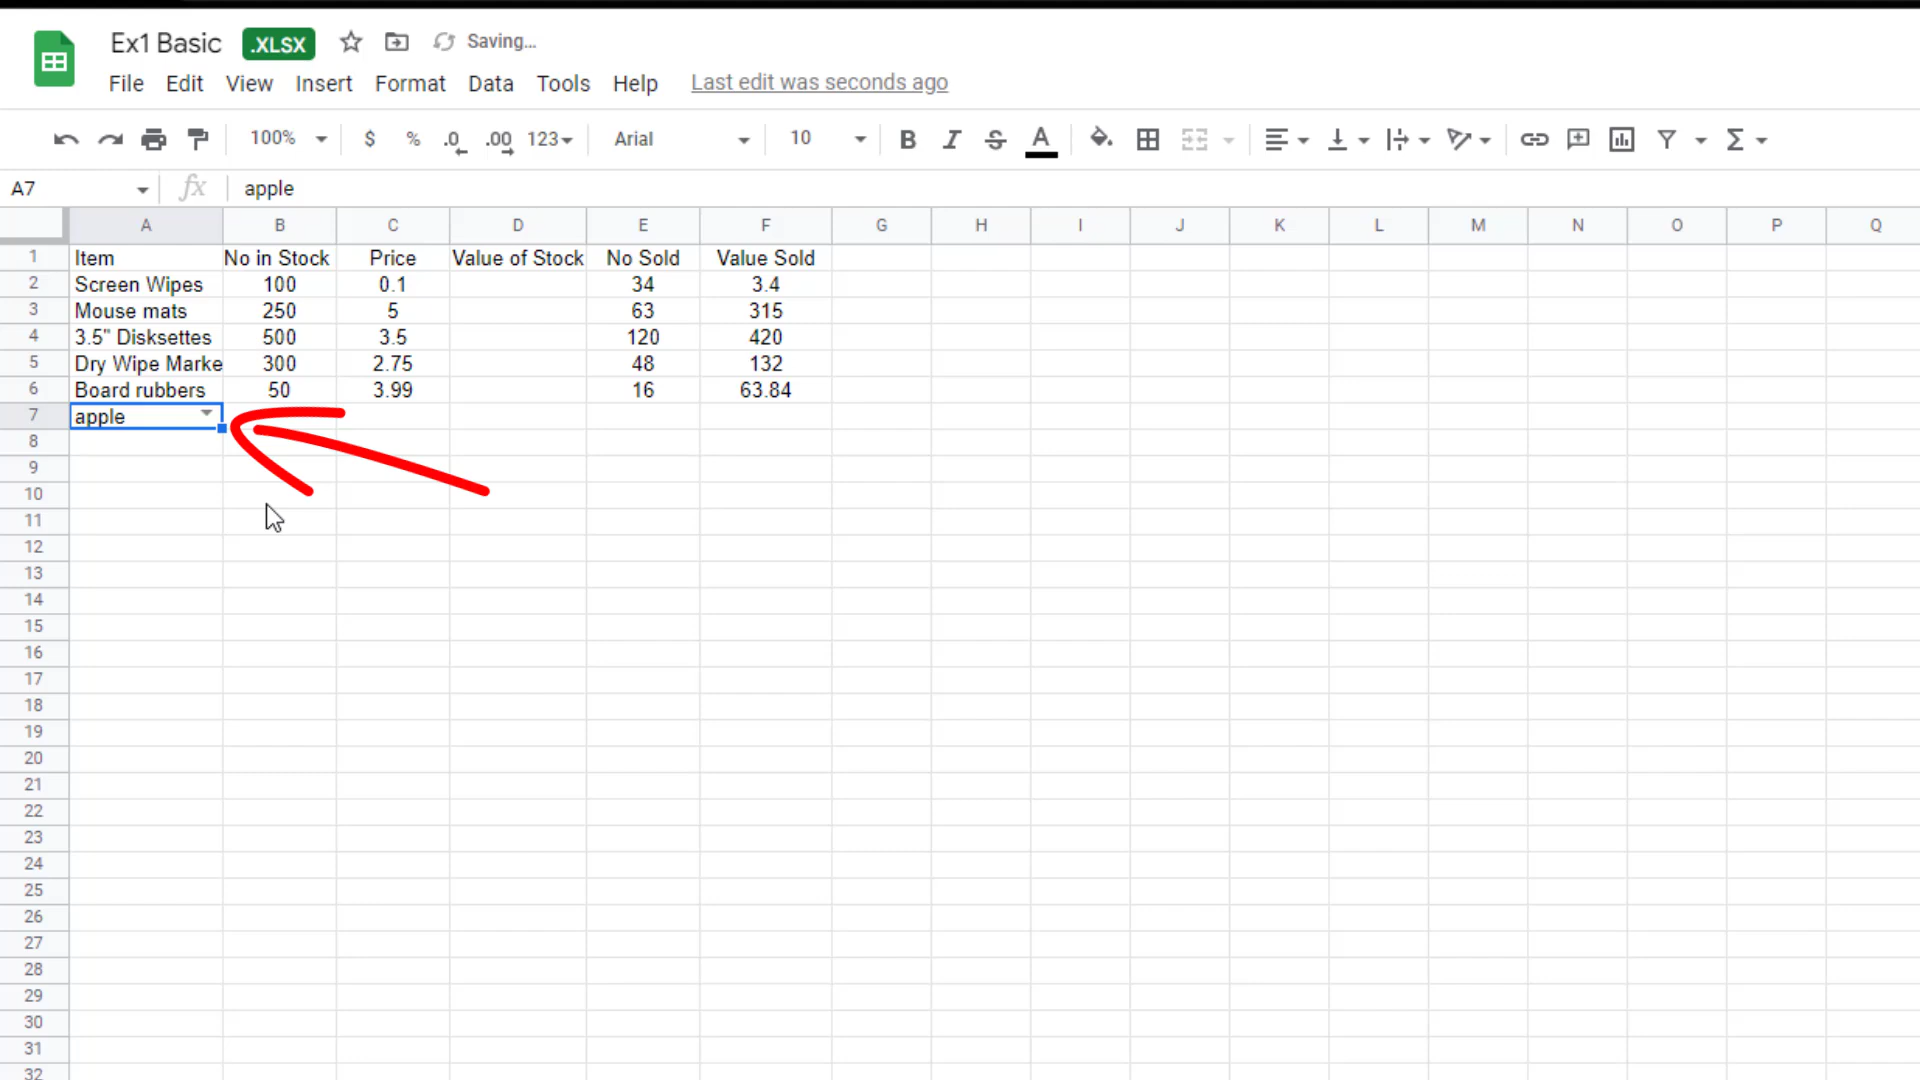 Ex1 Basic .XLSX Saving...
File Edit View Insert Format Data Tools Help Last edit was seconds ago
100% $ % .0 .00 123 Arial 10 B I S A Σ
A7 fx apple
A B C D E F G H I J K L M N O P Q
1 Item No in Stock Price Value of Stock No Sold Value Sold
2 Screen Wipes 100 0.1 34 3.4
3 Mouse mats 250 5 63 315
4 3.5" Disksettes 500 3.5 120 420
5 Dry Wipe Marke 300 2.75 48 132
6 Board rubbers 50 3.99 16 63.84
7 apple
8
9
10
11
12
13
14
15
16
17
18
19
20
21
22
23
24
25
26
27
28
29
30
31
32